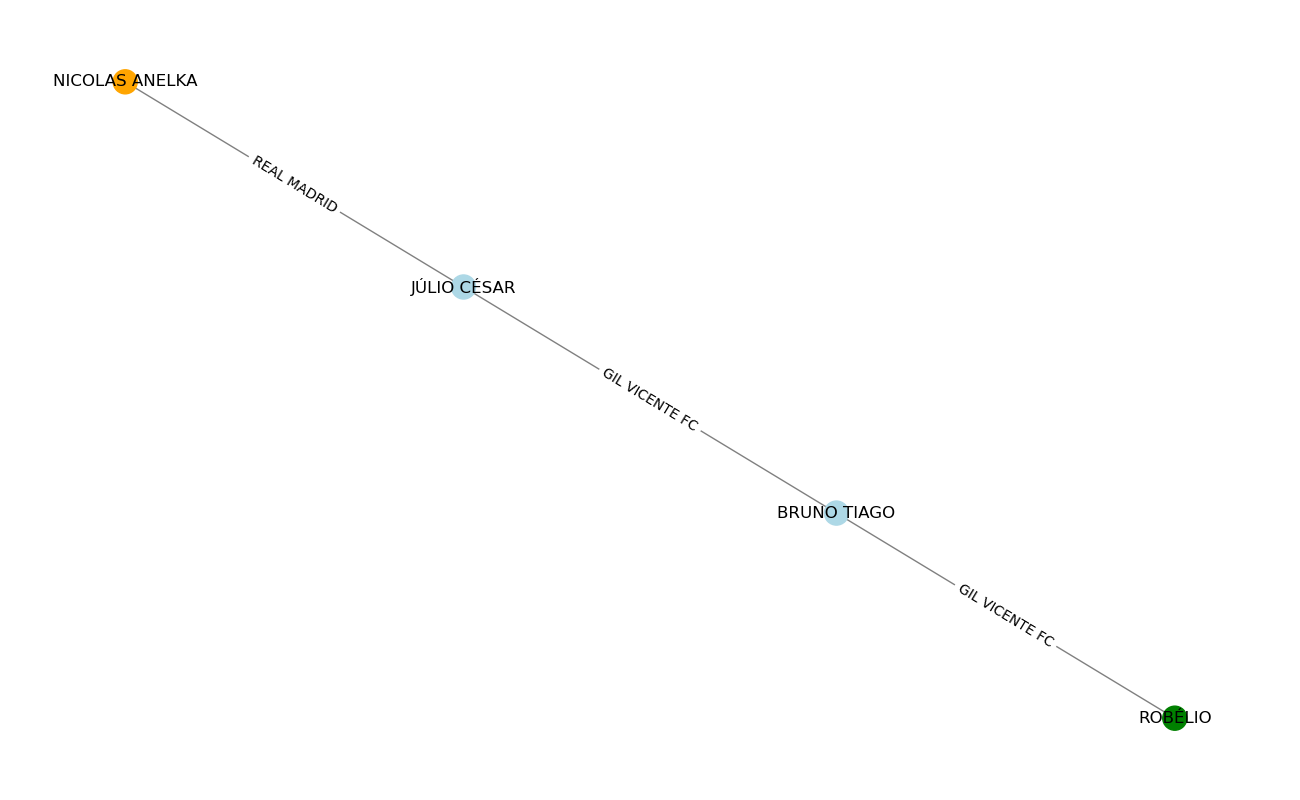 NICOLAS ANELKA
REAL MADRID
JÚLIO CÉSAR
GIL VICENTE FC
BRUNO TIAGO
GIL VICENTE FC
ROBELIO